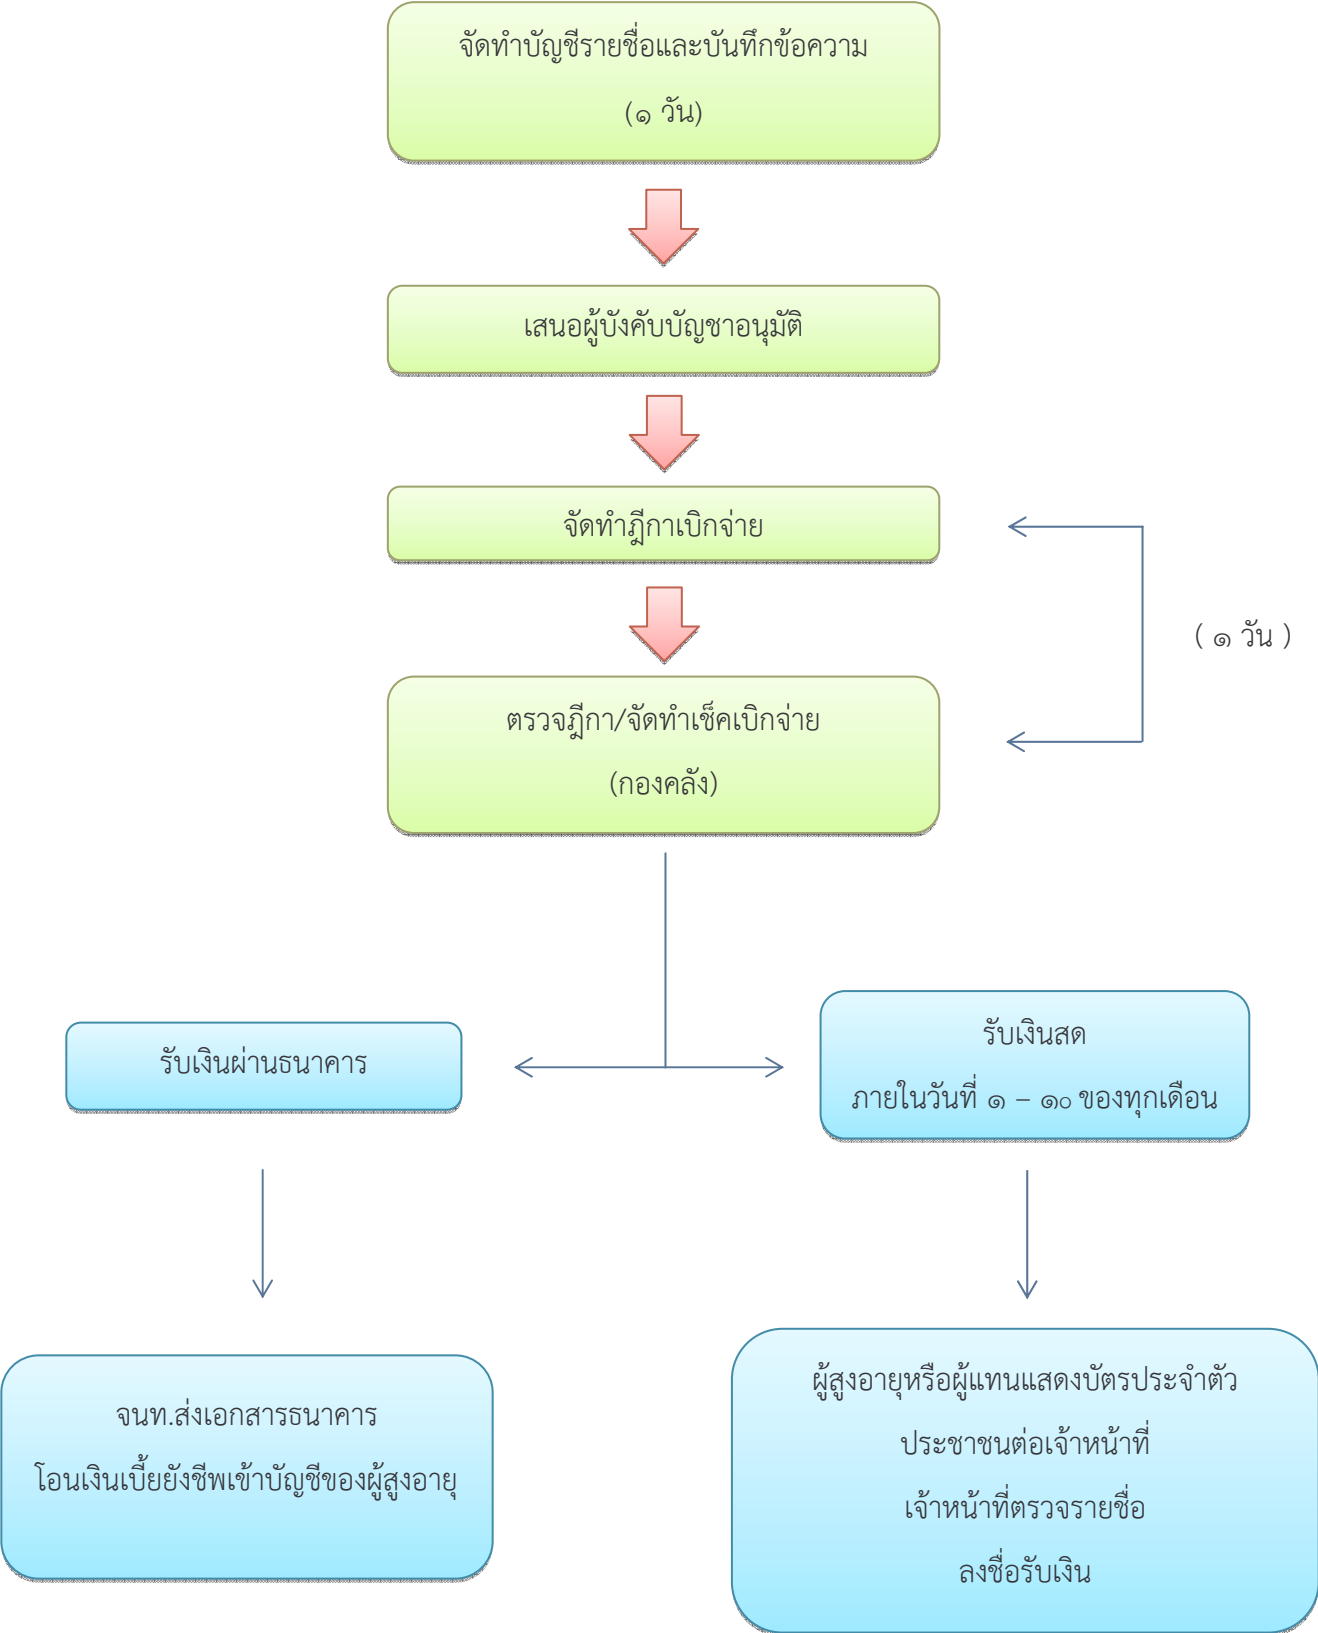 จัดทำบัญชีรายชื่อและบันทึกข้อความ
(๑ วัน)
เสนอผู้บังคับบัญชาอนุมัติ
จัดทำฎีกาเบิกจ่าย
( ๑ วัน )
ตรวจฎีกา/จัดทำเช็คเบิกจ่าย
(กองคลัง)
รับเงินผ่านธนาคาร
รับเงินสด
ภายในวันที่ ๑ – ๑๐ ของทุกเดือน
จนท.ส่งเอกสารธนาคาร
โอนเงินเบี้ยยังชีพเข้าบัญชีของผู้สูงอายุ
ผู้สูงอายุหรือผู้แทนแสดงบัตรประจำตัว
ประชาชนต่อเจ้าหน้าที่
เจ้าหน้าที่ตรวจรายชื่อ
ลงชื่อรับเงิน